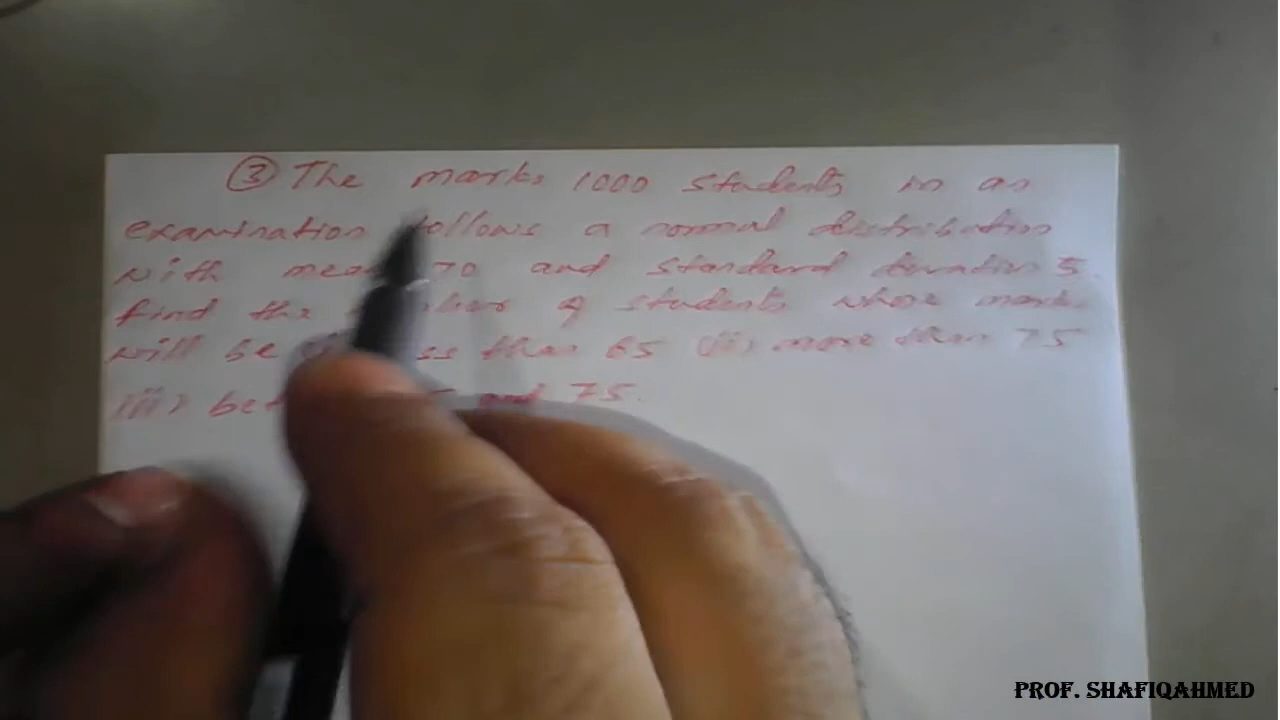 ③ The marks 1000 students in an
examination follows a normal distribution
with mean 70 and standard deviation 5.
find the of students whose marks
will be than 65 (ii) more than 75
iii) and 75.
PROF. SHAFIQAHMED